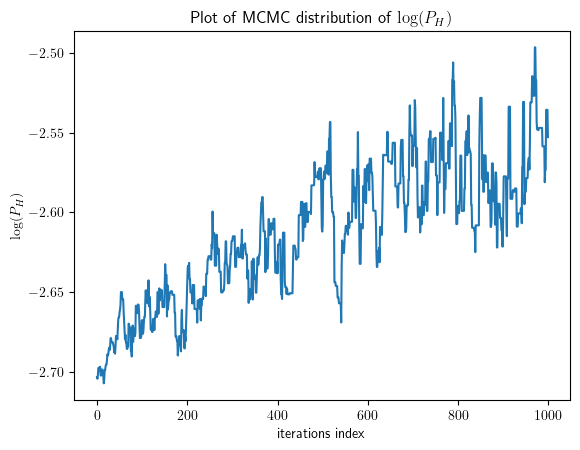 Plot of MCMC distribution of log(P_H)
−2.50
−2.55
−2.60
−2.65
−2.70
log(P_H)
0 200 400 600 800 1000
iterations index